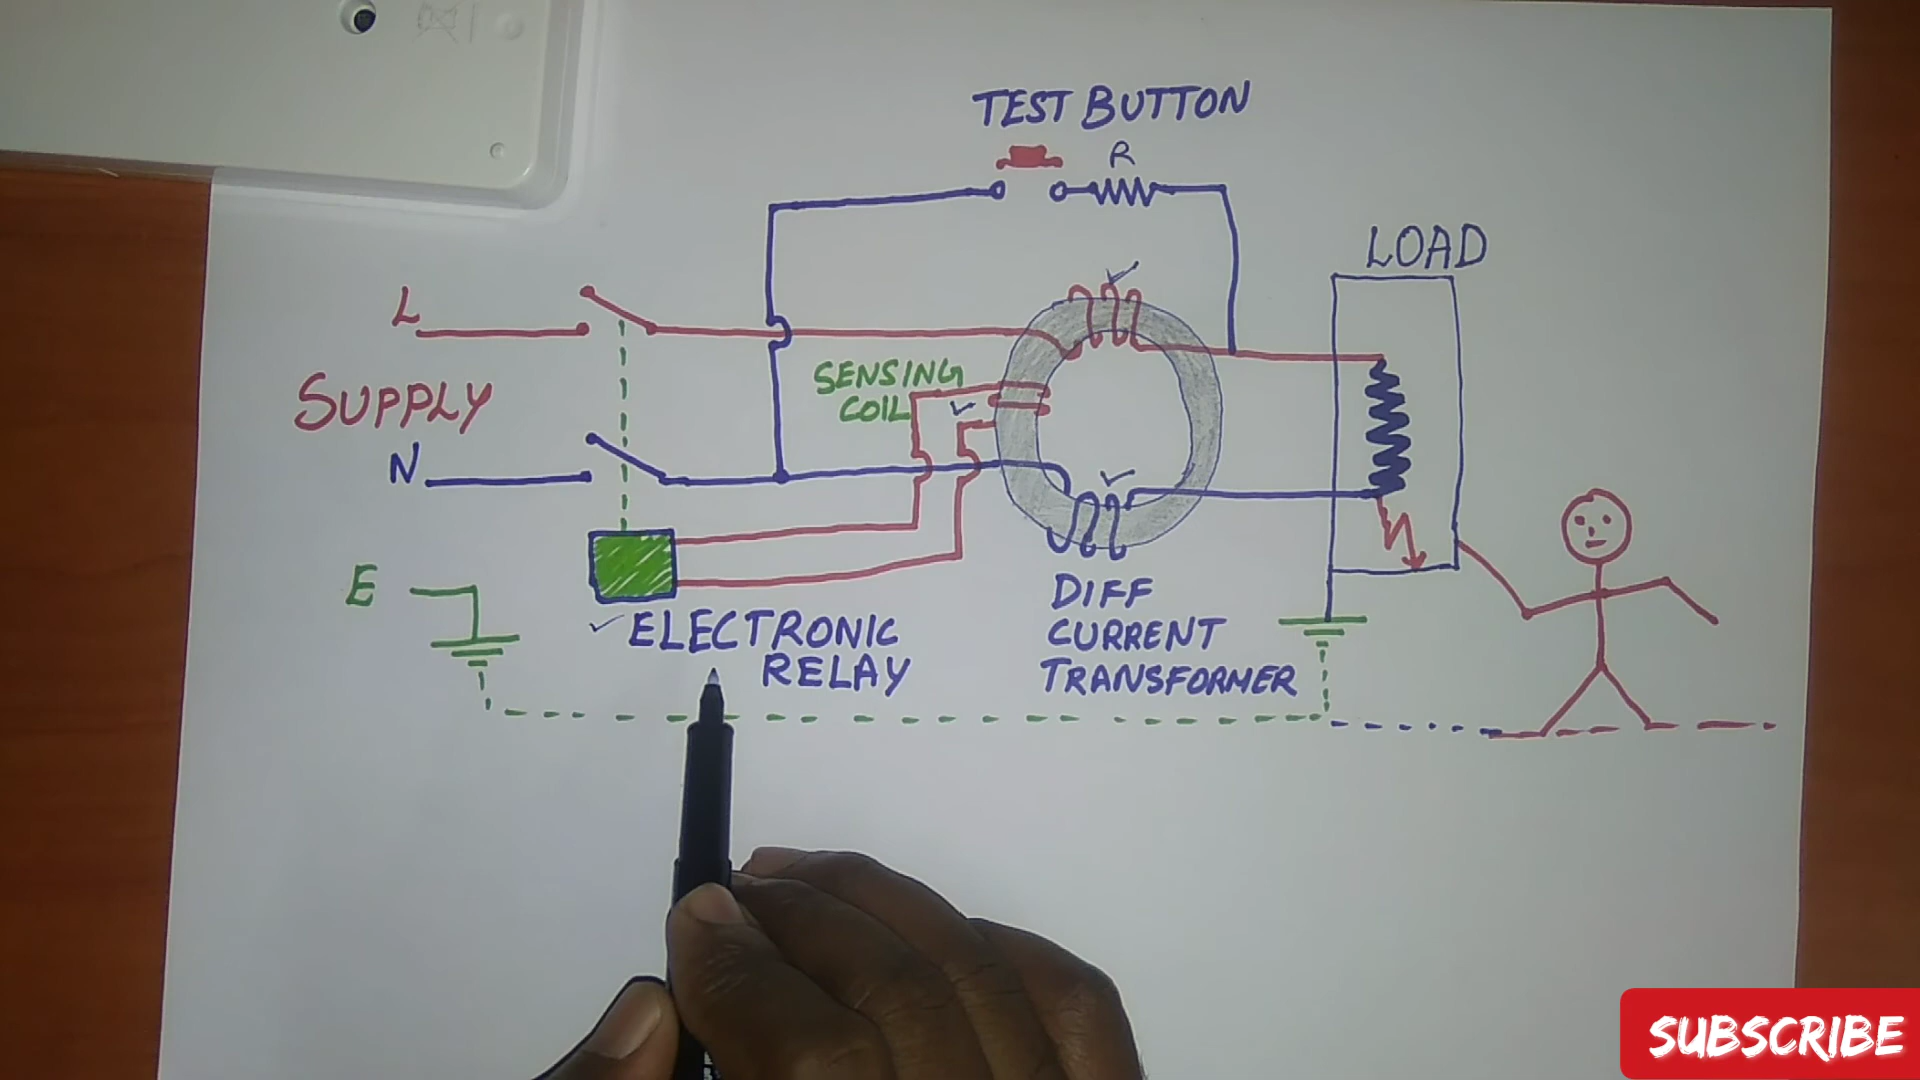 TEST BUTTON
R
LOAD
L
SENSING
COIL
SUPPLY
N
E
DIFF
CURRENT
TRANSFORMER
ELECTRONIC
RELAY
SUBSCRIBE